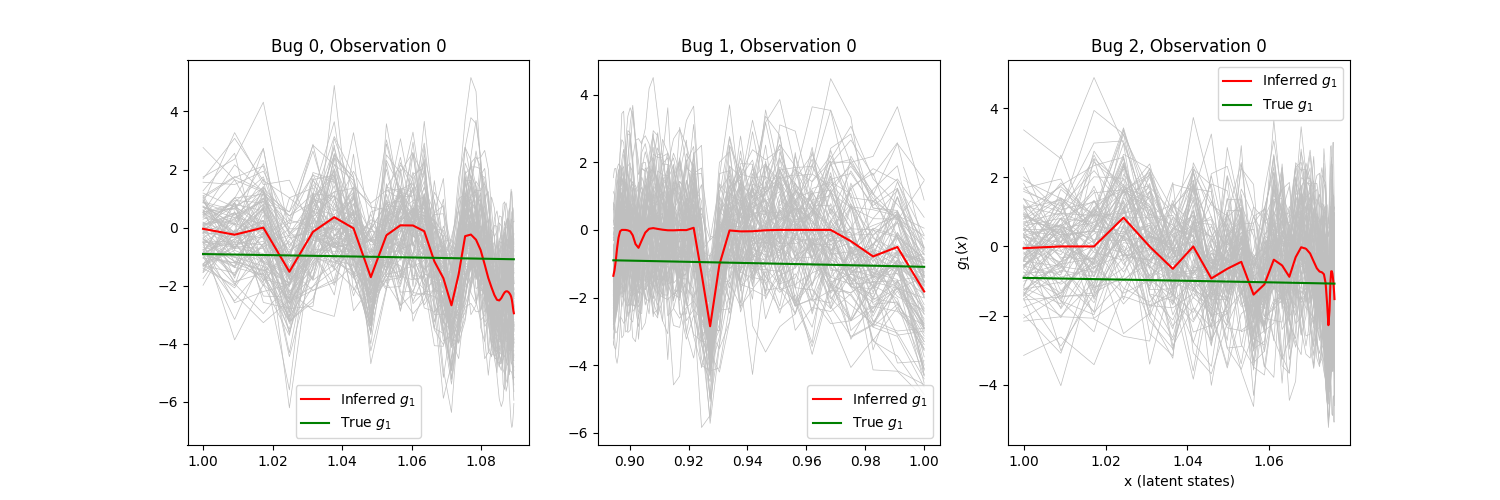 Bug 0, Observation 0
4
2
0
−2
−4
−6
1.00 1.02 1.04 1.06 1.08
Inferred g₁
True g₁
Bug 1, Observation 0
4
2
0
−2
−4
−6
0.90 0.92 0.94 0.96 0.98 1.00
Inferred g₁
True g₁
Bug 2, Observation 0
g₁(x)
4
2
0
−2
−4
1.00 1.02 1.04 1.06
x (latent states)
Inferred g₁
True g₁